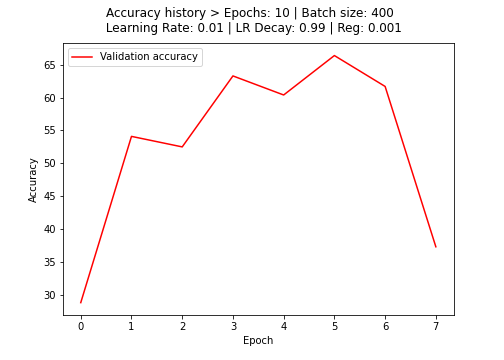 Accuracy history > Epochs: 10 | Batch size: 400
Learning Rate: 0.01 | LR Decay: 0.99 | Reg: 0.001
Validation accuracy
65
60
55
50
45
40
35
30
Accuracy
0 1 2 3 4 5 6 7
Epoch